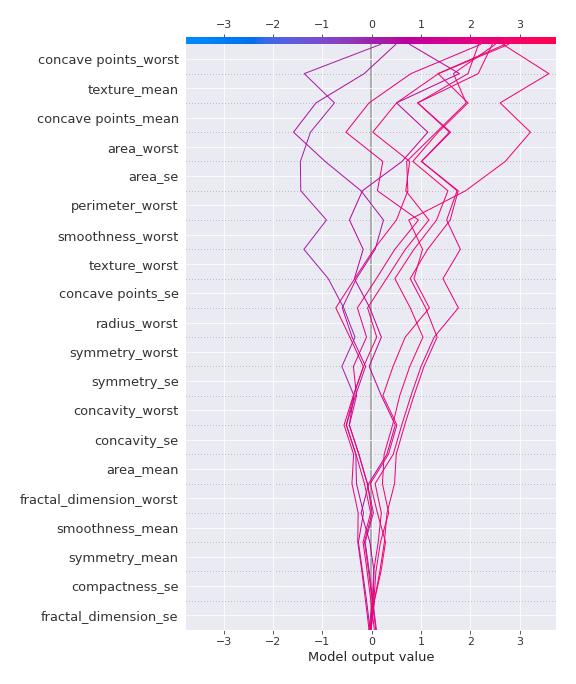 −3 −2 −1 0 1 2 3
concave points_worst
texture_mean
concave points_mean
area_worst
area_se
perimeter_worst
smoothness_worst
texture_worst
concave points_se
radius_worst
symmetry_worst
symmetry_se
concavity_worst
concavity_se
area_mean
fractal_dimension_worst
smoothness_mean
symmetry_mean
compactness_se
fractal_dimension_se
−3 −2 −1 0 1 2 3
Model output value